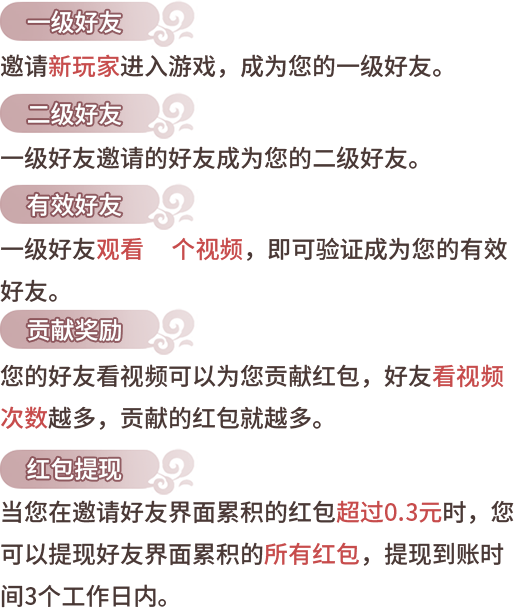 一级好友
邀请新玩家进入游戏，成为您的一级好友。
二级好友
一级好友邀请的好友成为您的二级好友。
有效好友
一级好友观看 个视频，即可验证成为您的有效
好友。
贡献奖励
您的好友看视频可以为您贡献红包，好友看视频
次数越多，贡献的红包就越多。
红包提现
当您在邀请好友界面累积的红包超过0.3元时，您
可以提现好友界面累积的所有红包，提现到账时
间3个工作日内。